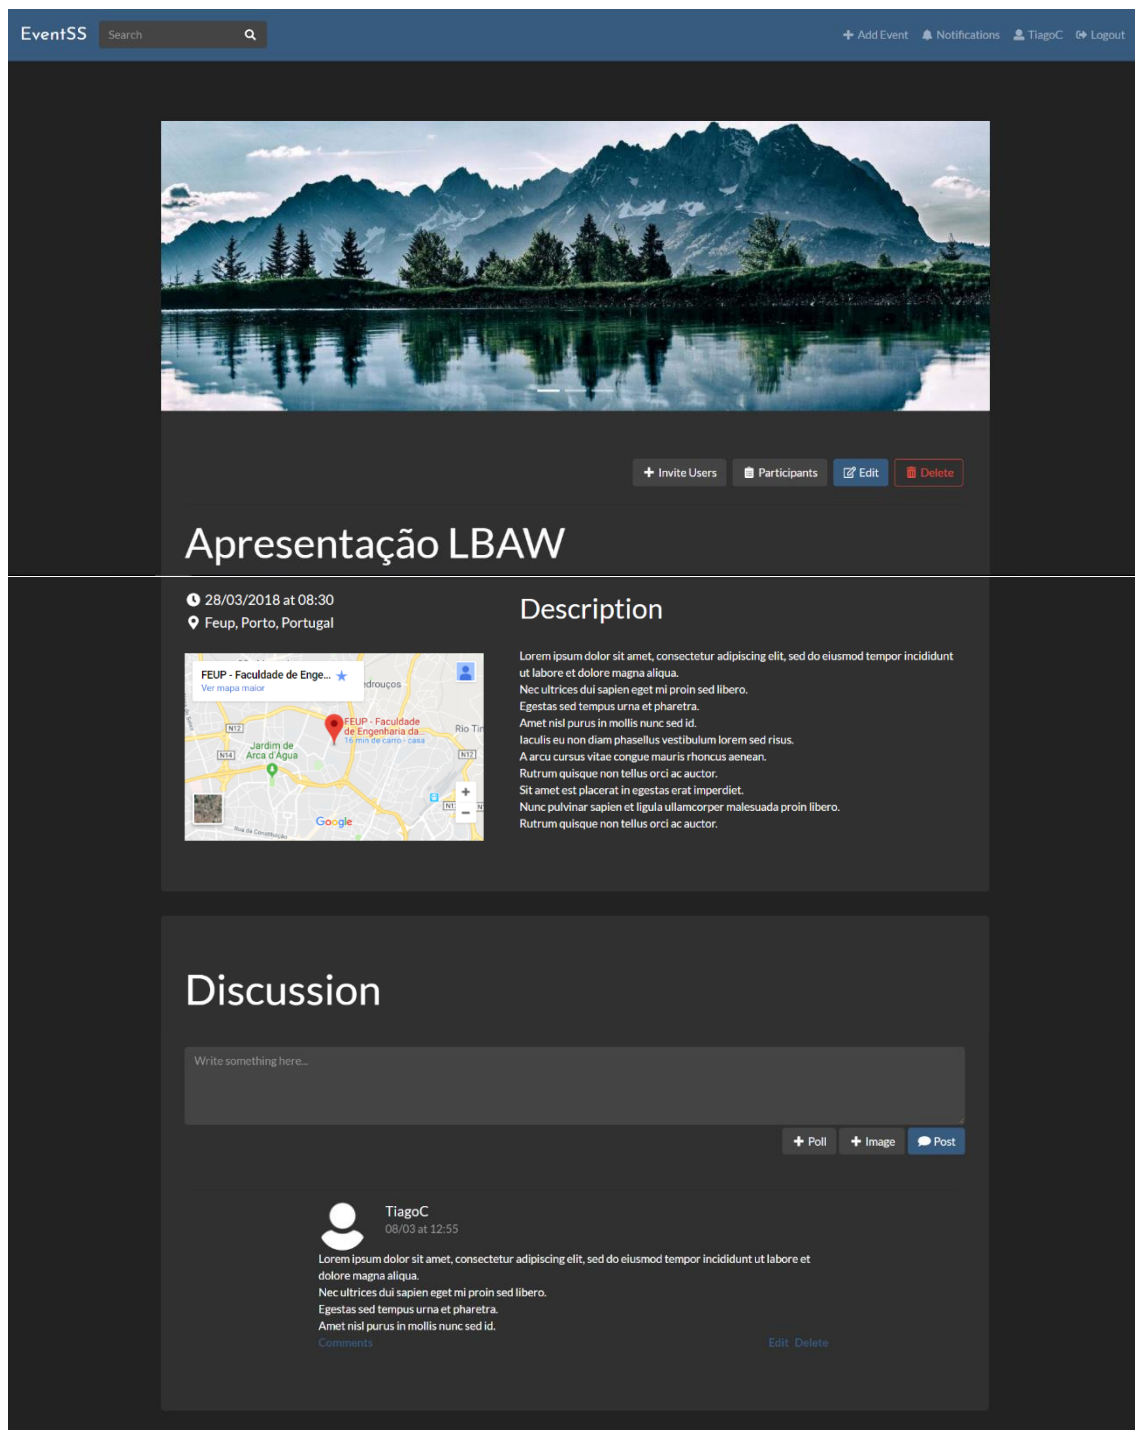 EventSS
Search
Add Event
Notifications
TiagoC
Logout
Invite Users
Participants
Edit
Delete
Apresentação LBAW
28/03/2018 at 08:30
Feup, Porto, Portugal
FEUP - Faculdade de Enge...
Ver mapa maior
drouços
N12
FEUP - Faculdade
de Engenharia da...
16 min de carro - casa
Rio Tin
Jardim de
Arca d'Água
N14
N12
Rua da Constituição
Google
Description
Lorem ipsum dolor sit amet, consectetur adipiscing elit, sed do eiusmod tempor incididunt
ut labore et dolore magna aliqua.
Nec ultrices dui sapien eget mi proin sed libero.
Egestas sed tempus urna et pharetra.
Amet nisl purus in mollis nunc sed id.
Iaculis eu non diam phasellus vestibulum lorem sed risus.
A arcu cursus vitae congue mauris rhoncus aenean.
Rutrum quisque non tellus orci ac auctor.
Sit amet est placerat in egestas erat imperdiet.
Nunc pulvinar sapien et ligula ullamcorper malesuada proin libero.
Rutrum quisque non tellus orci ac auctor.
Discussion
Write something here...
Poll
Image
Post
TiagoC
08/03 at 12:55
Lorem ipsum dolor sit amet, consectetur adipiscing elit, sed do eiusmod tempor incididunt ut labore et
dolore magna aliqua.
Nec ultrices dui sapien eget mi proin sed libero.
Egestas sed tempus urna et pharetra.
Amet nisl purus in mollis nunc sed id.
Comments
Edit Delete